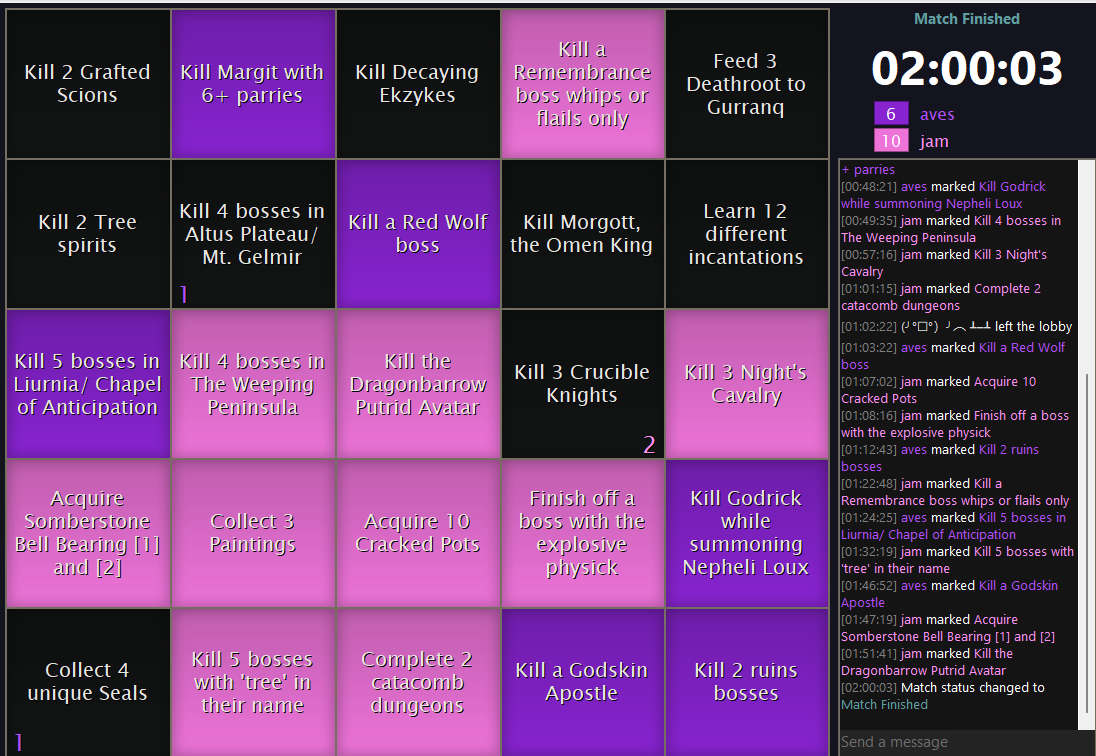 Kill 2 Grafted
Scions
Kill Margit with
6+ parries
Kill Decaying
Ekzykes
Kill a
Remembrance
boss whips or
flails only
Feed 3
Deathroot to
Gurranq
Kill 2 Tree
spirits
Kill 4 bosses in
Altus Plateau/
Mt. Gelmir
1
Kill a Red Wolf
boss
Kill Morgott,
the Omen King
Learn 12
different
incantations
Kill 5 bosses in
Liurnia/ Chapel
of Anticipation
Kill 4 bosses in
The Weeping
Peninsula
Kill the
Dragonbarrow
Putrid Avatar
Kill 3 Crucible
Knights
2
Kill 3 Night's
Cavalry
Acquire
Somberstone
Bell Bearing [1]
and [2]
Collect 3
Paintings
Acquire 10
Cracked Pots
Finish off a
boss with the
explosive
physick
Kill Godrick
while
summoning
Nepheli Loux
Collect 4
unique Seals
1
Kill 5 bosses
with 'tree' in
their name
Complete 2
catacomb
dungeons
Kill a Godskin
Apostle
Kill 2 ruins
bosses
Match Finished
02:00:03
6 aves
10 jam
+ parries
[00:48:21] aves marked Kill Godrick
while summoning Nepheli Loux
[00:49:35] jam marked Kill 4 bosses in
The Weeping Peninsula
[00:57:16] jam marked Kill 3 Night's
Cavalry
[01:01:15] jam marked Complete 2
catacomb dungeons
[01:02:22] (╯°□°) ╯︵ ┻━┻ left the lobby
[01:03:22] aves marked Kill a Red Wolf
boss
[01:07:02] jam marked Acquire 10
Cracked Pots
[01:08:16] jam marked Finish off a boss
with the explosive physick
[01:12:43] aves marked Kill 2 ruins
bosses
[01:22:48] jam marked Kill a
Remembrance boss whips or flails only
[01:24:25] aves marked Kill 5 bosses in
Liurnia/ Chapel of Anticipation
[01:32:19] jam marked Kill 5 bosses with
'tree' in their name
[01:46:52] aves marked Kill a Godskin
Apostle
[01:47:19] jam marked Acquire
Somberstone Bell Bearing [1] and [2]
[01:51:41] jam marked Kill the
Dragonbarrow Putrid Avatar
[02:00:03] Match status changed to
Match Finished
Send a message